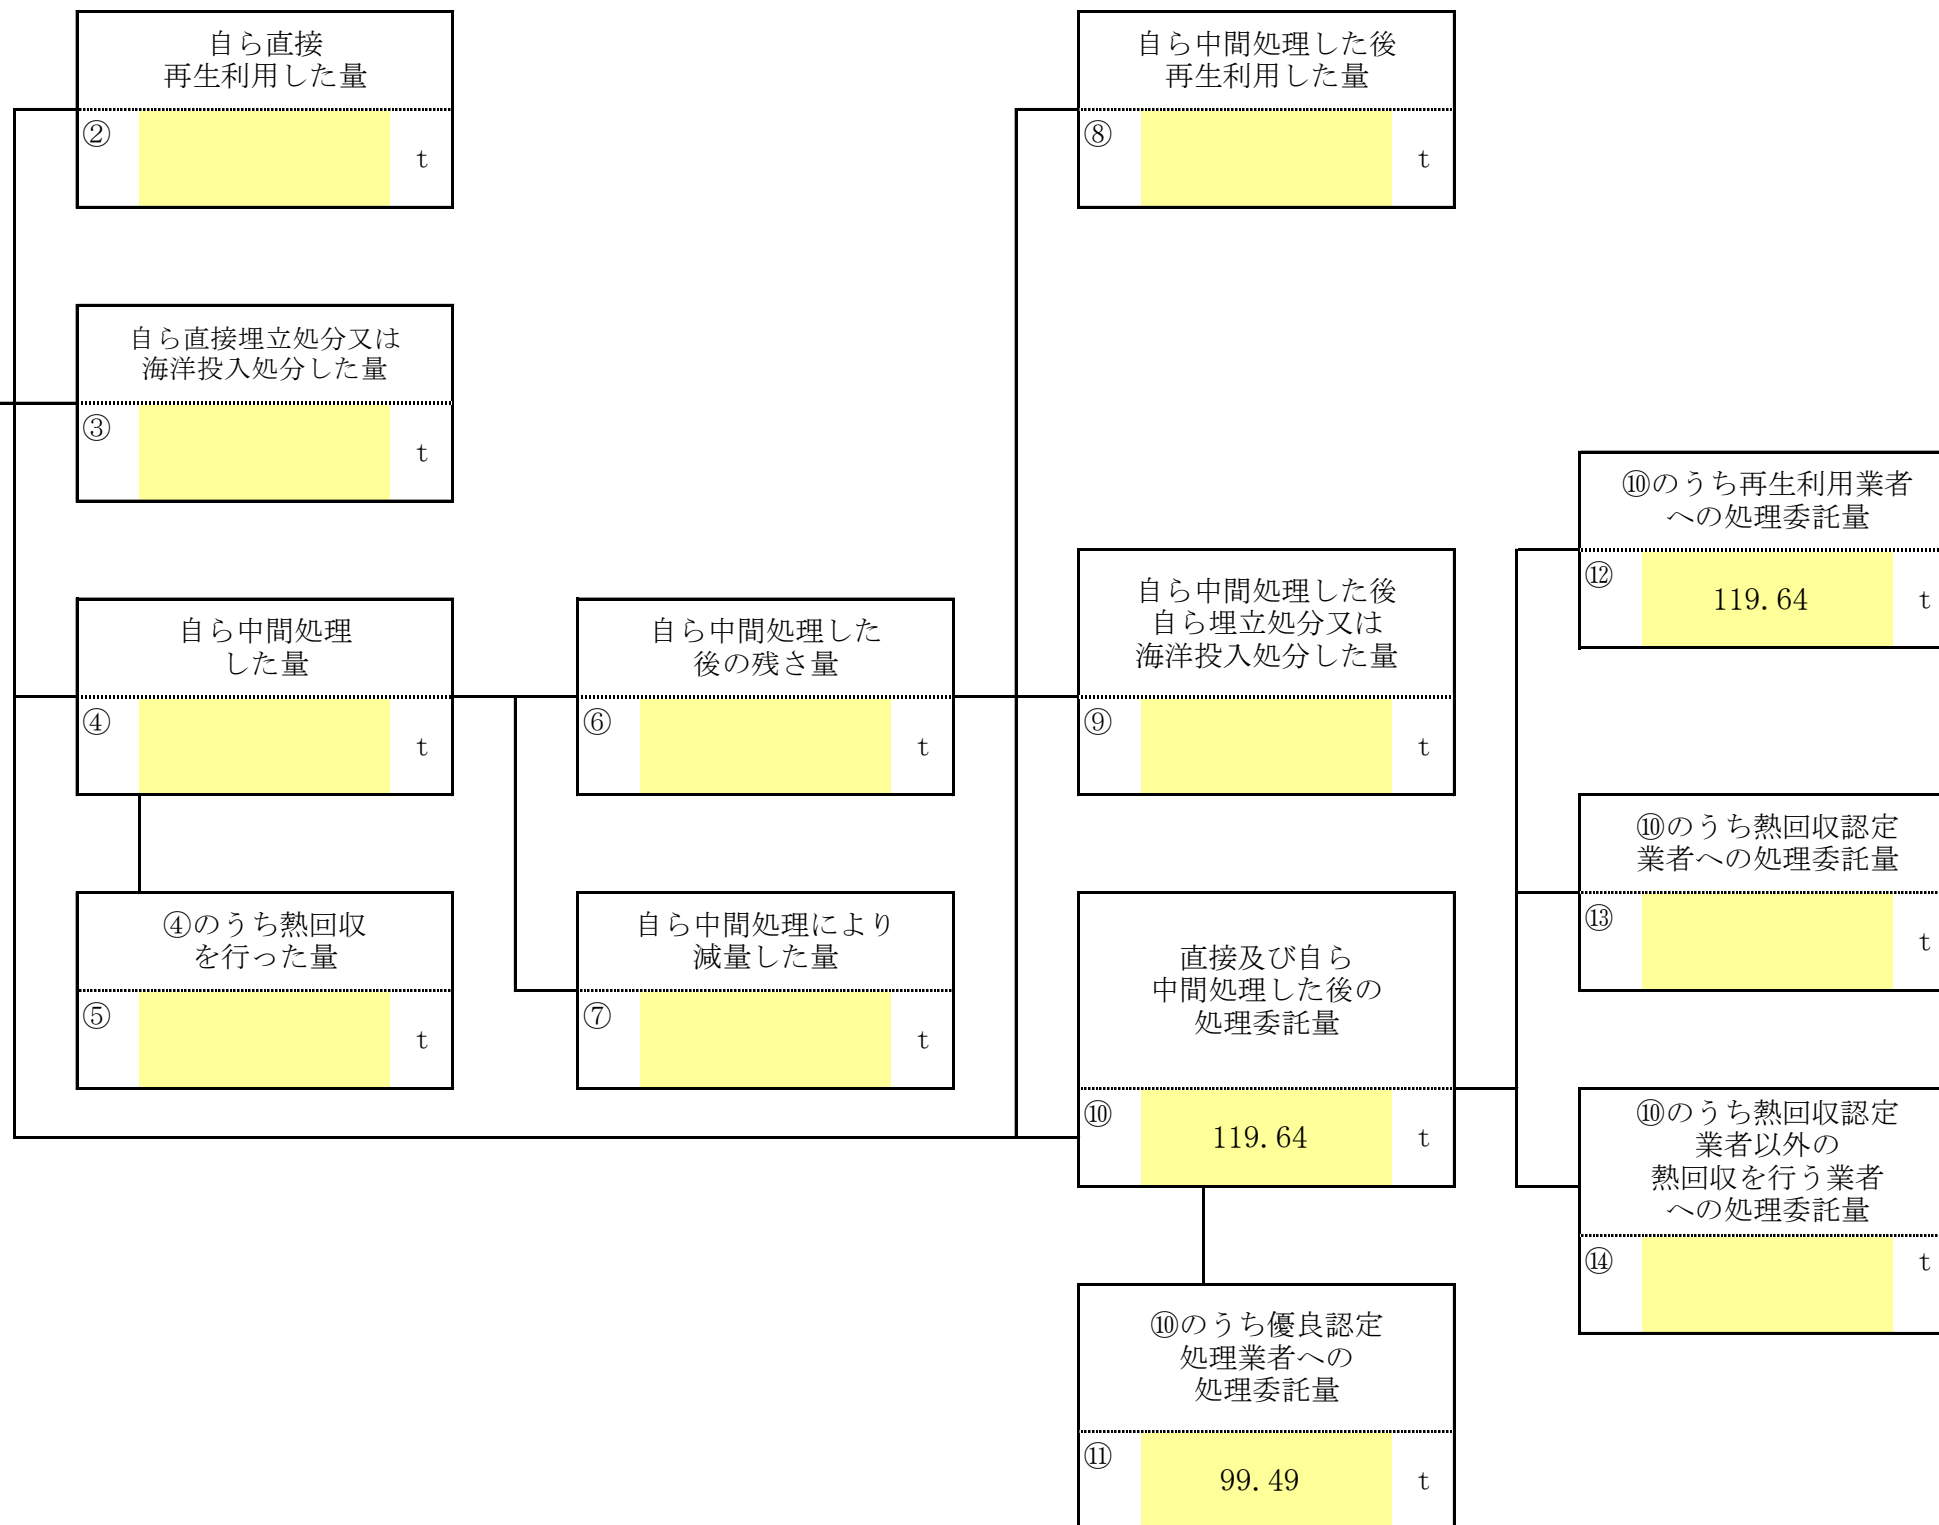 自ら直接
再生利用した量
②
t
自ら中間処理した後
再生利用した量
⑧
t
自ら直接埋立処分又は
海洋投入処分した量
③
t
⑩のうち再生利用業者
への処理委託量
⑫
119.64
t
自ら中間処理
した量
④
t
自ら中間処理した
後の残さ量
⑥
t
自ら中間処理した後
自ら埋立処分又は
海洋投入処分した量
⑨
t
⑩のうち熱回収認定
業者への処理委託量
⑬
t
④のうち熱回収
を行った量
⑤
t
自ら中間処理により
減量した量
⑦
t
直接及び自ら
中間処理した後の
処理委託量
⑩
119.64
t
⑩のうち熱回収認定
業者以外の
熱回収を行う業者
への処理委託量
⑭
t
⑩のうち優良認定
処理業者への
処理委託量
⑪
99.49
t